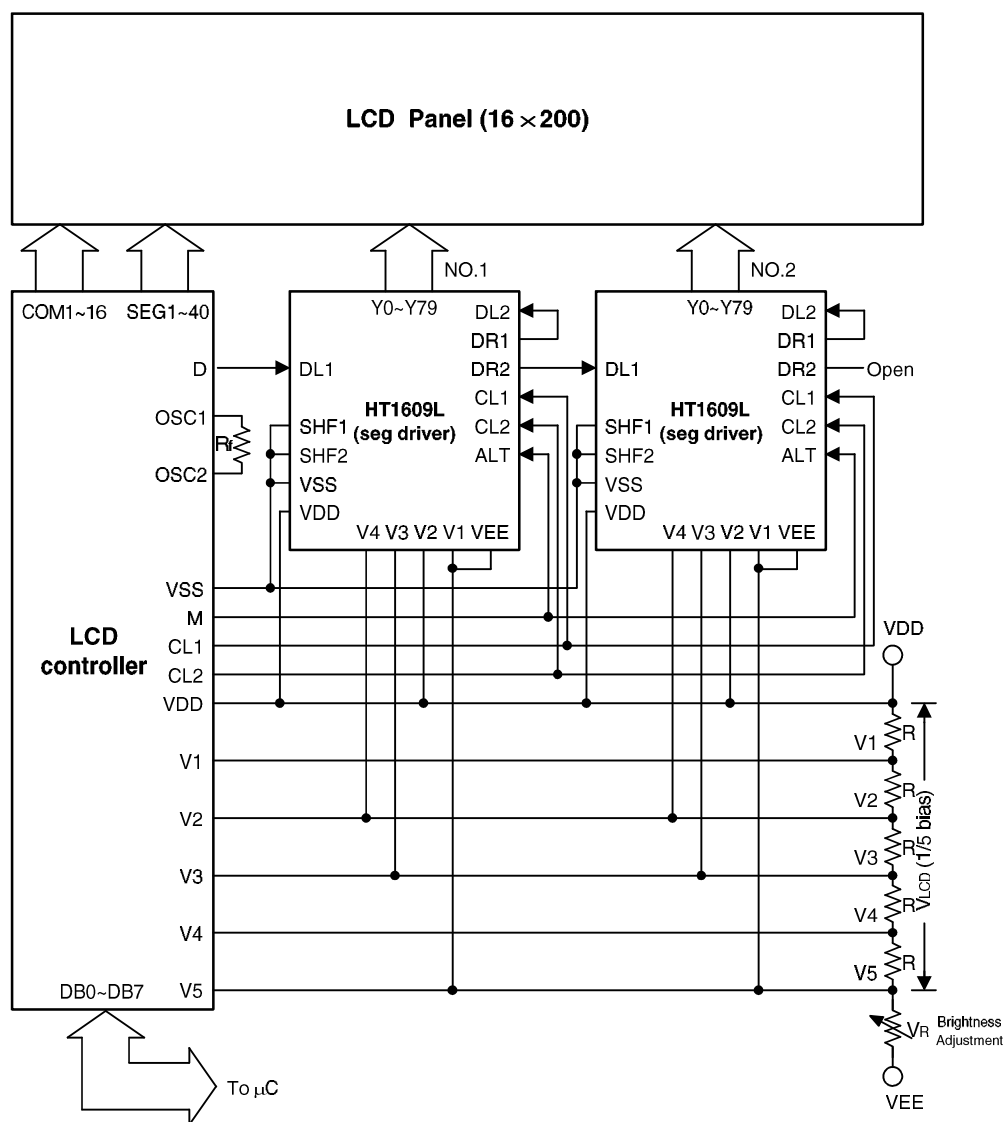 LCD Panel (16 × 200)
NO.1
NO.2
COM1~16 SEG1~40
Y0~Y79
DL2
DR1
Y0~Y79
DL2
DR1
D
DL1
DR2
DL1
DR2
Open
HT1609L
(seg driver)
CL1
CL2
ALT
HT1609L
(seg driver)
CL1
CL2
ALT
OSC1
Rf
OSC2
SHF1
SHF2
VSS
VDD
SHF1
SHF2
VSS
VDD
V4 V3 V2 V1 VEE
V4 V3 V2 V1 VEE
VSS
M
LCD
controller
CL1
CL2
VDD
V1
V2
V3
V4
V5
VDD
R
V1
R
V2
R
V3
R
V4
R
V5
VLCD (1/5 bias)
VR
Brightness
Adjustment
VEE
DB0~DB7
To µC